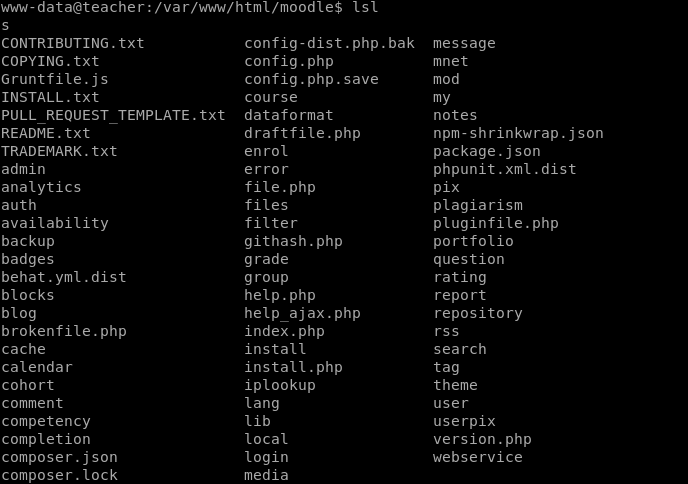 www-data@teacher:/var/www/html/moodle$ lsl
s
CONTRIBUTING.txt config-dist.php.bak message
COPYING.txt config.php mnet
Gruntfile.js config.php.save mod
INSTALL.txt course my
PULL_REQUEST_TEMPLATE.txt dataformat notes
README.txt draftfile.php npm-shrinkwrap.json
TRADEMARK.txt enrol package.json
admin error phpunit.xml.dist
analytics file.php pix
auth files plagiarism
availability filter pluginfile.php
backup githash.php portfolio
badges grade question
behat.yml.dist group rating
blocks help.php report
blog help_ajax.php repository
brokenfile.php index.php rss
cache install search
calendar install.php tag
cohort iplookup theme
comment lang user
competency lib userpix
completion local version.php
composer.json login webservice
composer.lock media